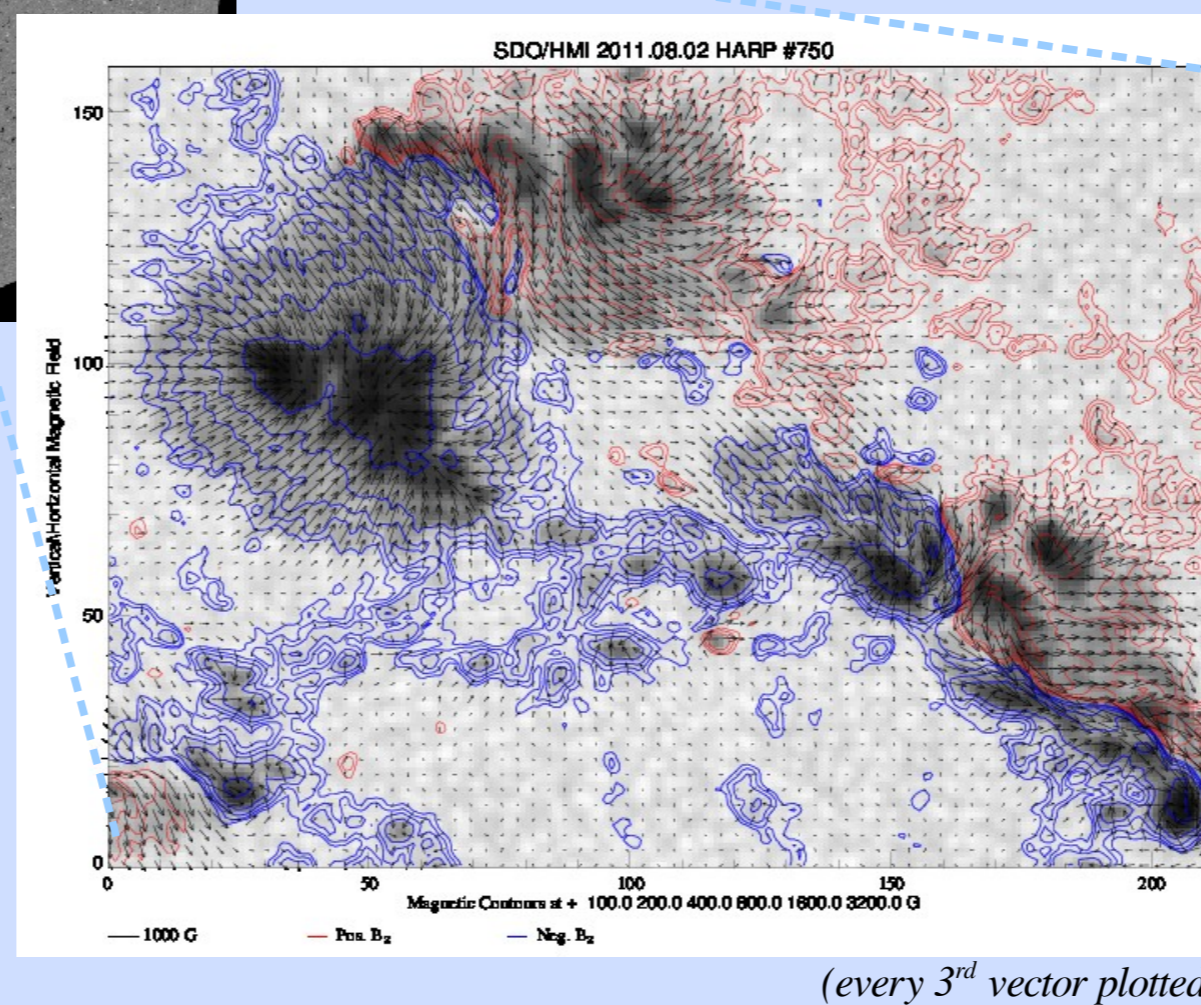 SDO/HMI 2011.08.02 HARP #750
150
100
50
0
Vertical\Horizontal Magnetic Field
0 50 100 150 200
Magnetic Contours at + 100.0 200.0 400.0 800.0 1600.0 3200.0 G
1000 G Pos. Bz Neg. Bz
(every 3rd vector plotted